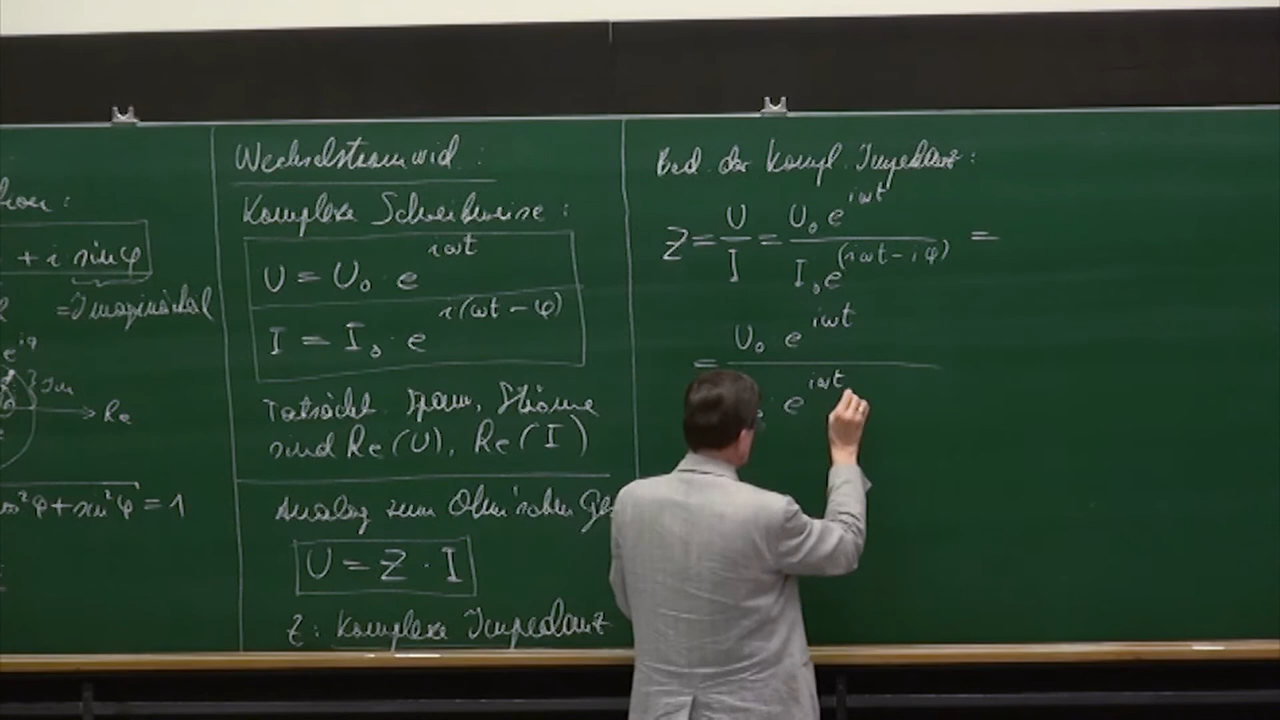 + i sin φ
= Imaginärteil
e^{iφ}
Im
Re
cos²φ + sin²φ = 1
Wechselstromwid.:
Komplexe Schreibweise:
U = U₀ · e^{iωt}
I = I₀ · e^{i(ωt − φ)}
Tatsächl. Spann., Ströme
sind Re(U), Re(I)
Analog zum Ohm'schen Ges
U = Z · I
Z: Komplexe Impedanz
Bed. der kompl. Impedanz:
Z = U / I = U₀ e^{iωt} / I₀ e^{(iωt − iφ)} =
= U₀ e^{iωt} / e^{iωt}